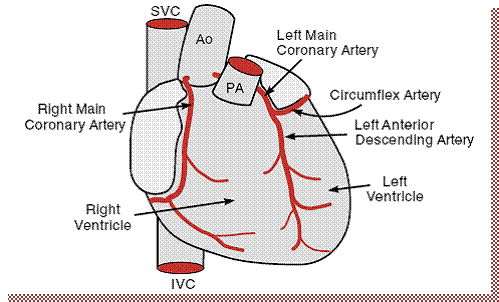 SVC
Ao
Left Main
Coronary Artery
PA
Circumflex Artery
Right Main
Coronary Artery
Left Anterior
Descending Artery
Left
Ventricle
Right
Ventricle
IVC